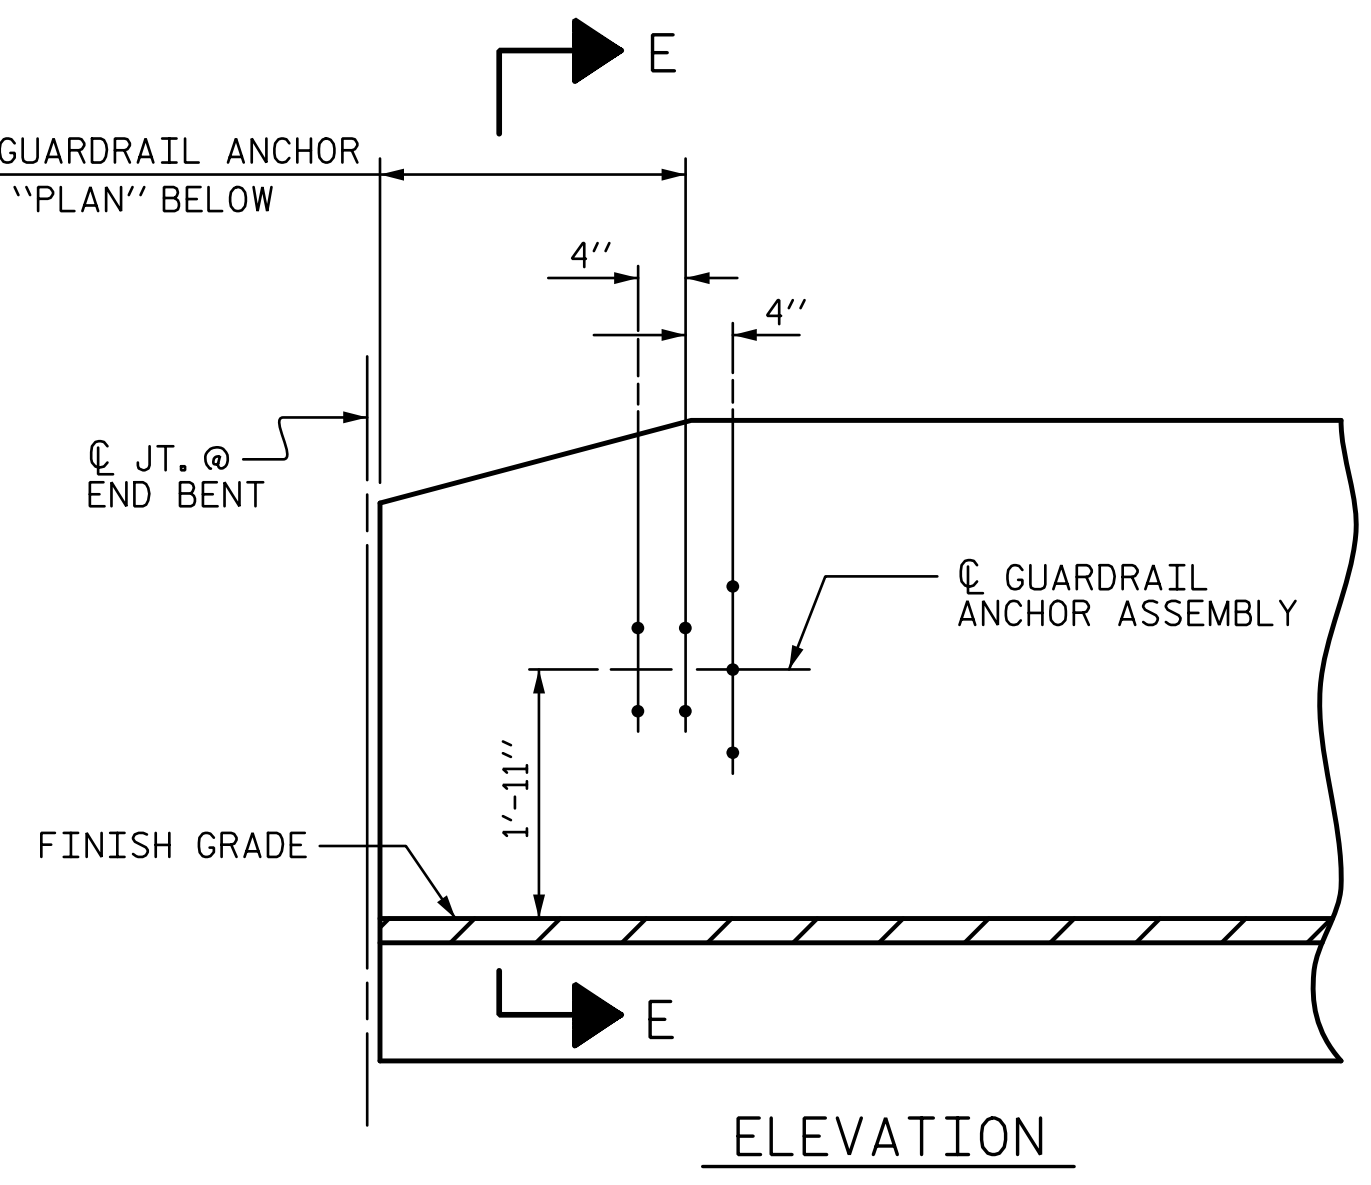 E
GUARDRAIL ANCHOR
"PLAN" BELOW
4"
4"
℄ JT. @
END BENT
℄ GUARDRAIL
ANCHOR ASSEMBLY
1'-11"
FINISH GRADE
E
ELEVATION